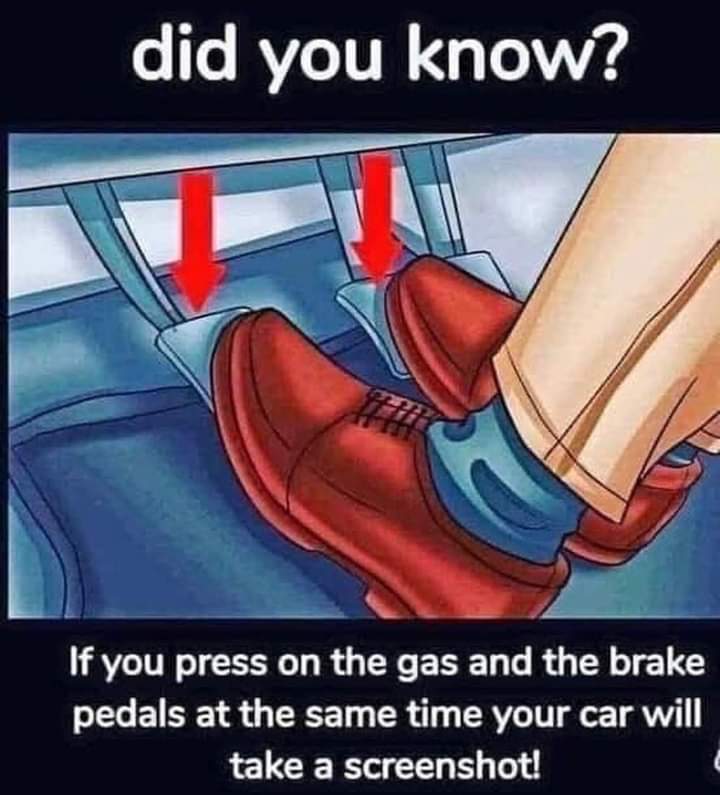 did you know?
If you press on the gas and the brake
pedals at the same time your car will
take a screenshot!